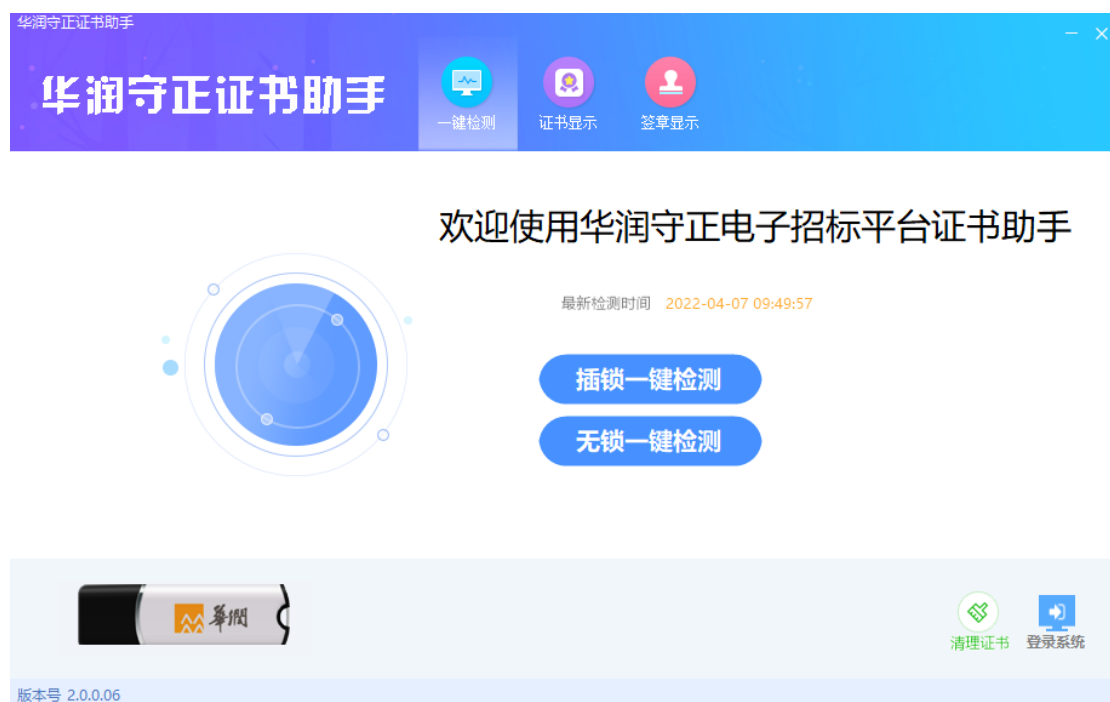 华润守正证书助手
华润守正证书助手
一键检测
证书显示
签章显示
欢迎使用华润守正电子招标平台证书助手
最新检测时间 2022-04-07 09:49:57
插锁一键检测
无锁一键检测
華潤
清理证书
登录系统
版本号 2.0.0.06